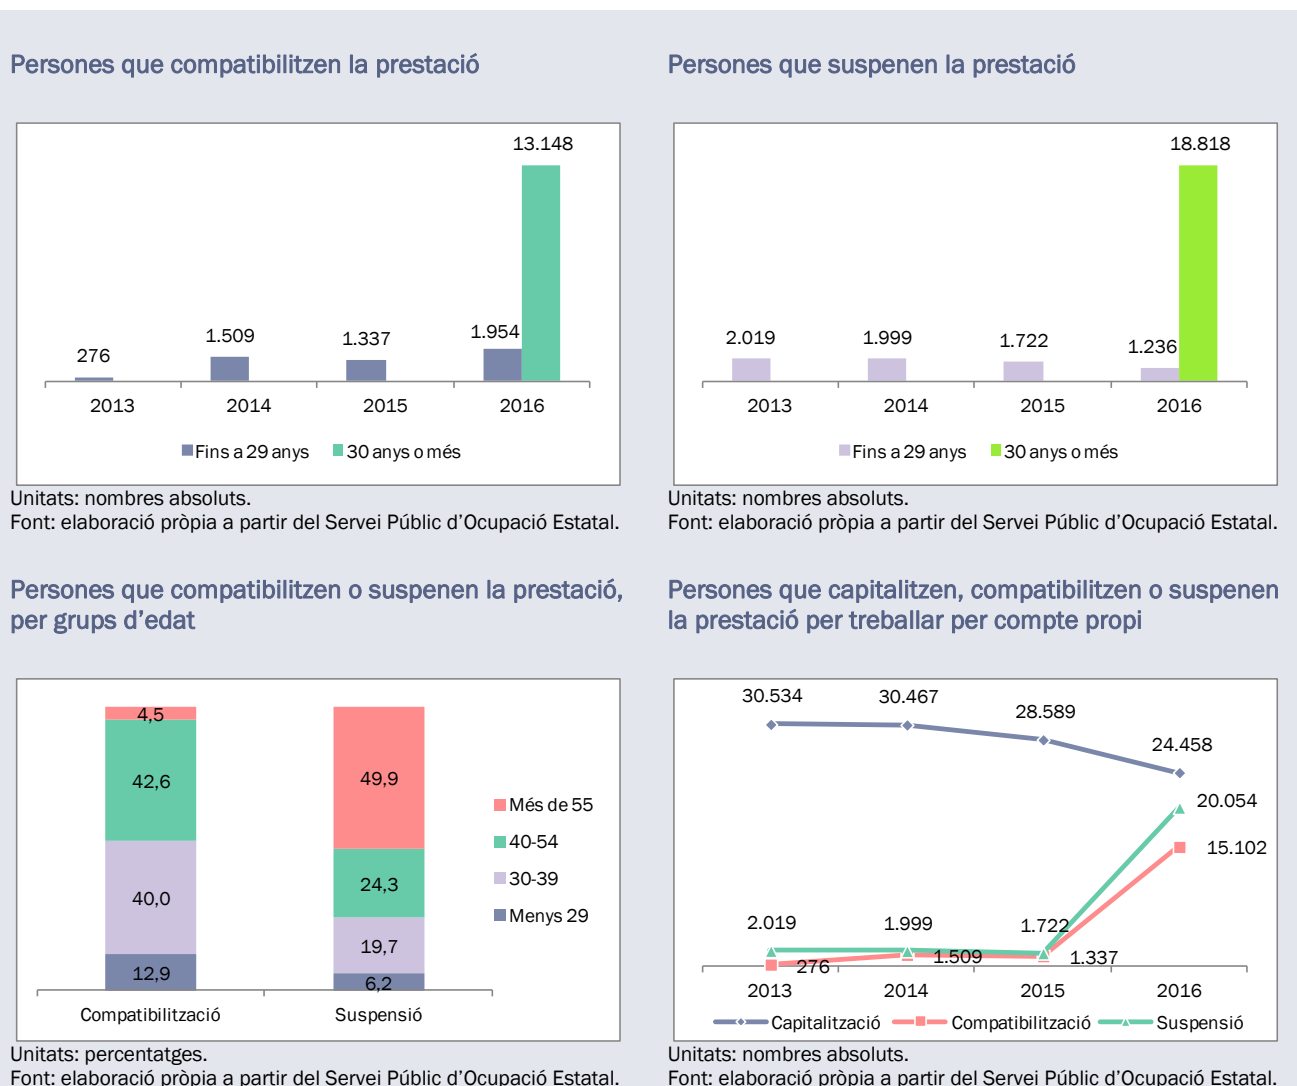 Persones que compatibilitzen la prestació
13.148
276
1.509
1.337
1.954
2013
2014
2015
2016
Fins a 29 anys
30 anys o més
Unitats: nombres absoluts.
Font: elaboració pròpia a partir del Servei Públic d’Ocupació Estatal.
Persones que suspenen la prestació
18.818
2.019
1.999
1.722
1.236
2013
2014
2015
2016
Fins a 29 anys
30 anys o més
Unitats: nombres absoluts.
Font: elaboració pròpia a partir del Servei Públic d’Ocupació Estatal.
Persones que compatibilitzen o suspenen la prestació,
per grups d’edat
4,5
42,6
40,0
12,9
49,9
24,3
19,7
6,2
Més de 55
40-54
30-39
Menys 29
Compatibilització
Suspensió
Unitats: percentatges.
Font: elaboració pròpia a partir del Servei Públic d’Ocupació Estatal.
Persones que capitalitzen, compatibilitzen o suspenen
la prestació per treballar per compte propi
30.534
30.467
28.589
24.458
20.054
15.102
2.019
1.999
1.722
276
1.509
1.337
2013
2014
2015
2016
Capitalització
Compatibilització
Suspensió
Unitats: nombres absoluts.
Font: elaboració pròpia a partir del Servei Públic d’Ocupació Estatal.